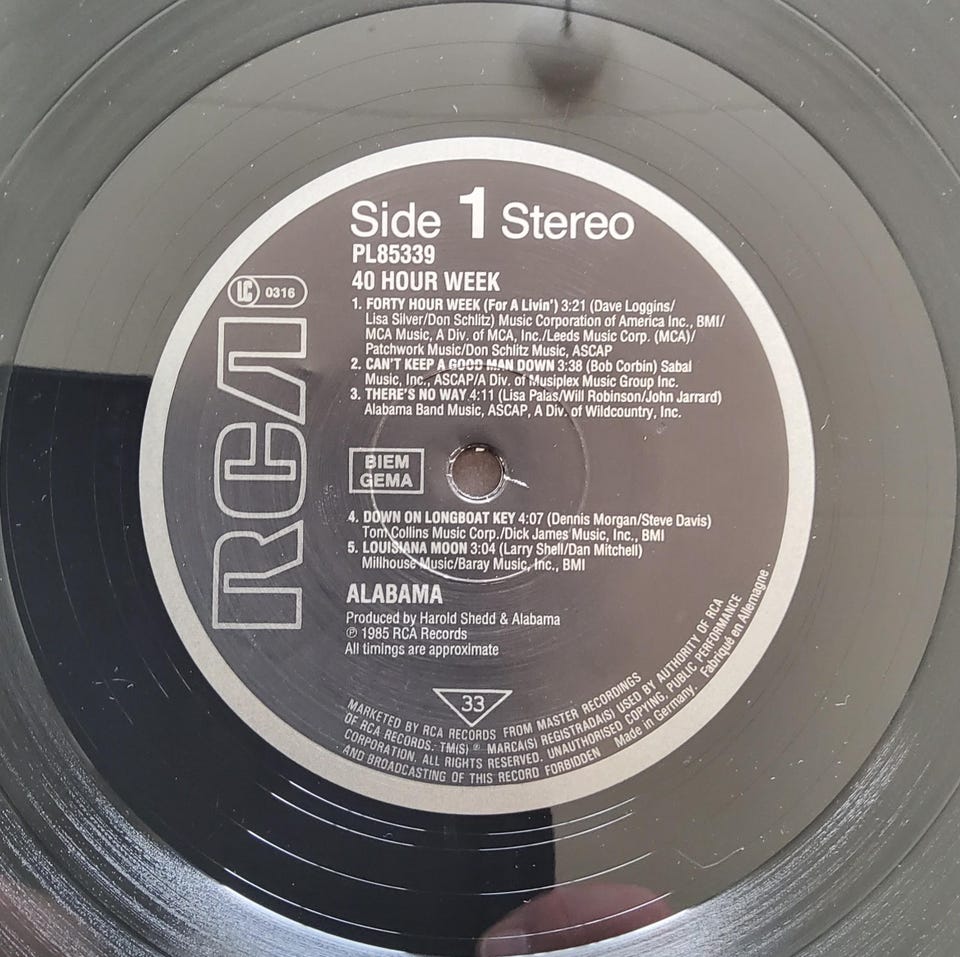 Side 1 Stereo
PL85339
40 HOUR WEEK
LC 0316
RCA
1. FORTY HOUR WEEK (For A Livin') 3:21 (Dave Loggins/
Lisa Silver/Don Schlitz) Music Corporation of America Inc., BMI/
MCA Music, A Div. of MCA, Inc./Leeds Music Corp. (MCA)/
Patchwork Music/Don Schlitz Music, ASCAP
2. CAN'T KEEP A GOOD MAN DOWN 3:38 (Bob Corbin) Sabal
Music, Inc., ASCAP/A Div. of Musiplex Music Group Inc.
3. THERE'S NO WAY 4:11 (Lisa Palas/Will Robinson/John Jarrard)
Alabama Band Music, ASCAP, A Div. of Wildcountry, Inc.
BIEM
GEMA
4. DOWN ON LONGBOAT KEY 4:07 (Dennis Morgan/Steve Davis)
Tom Collins Music Corp./Dick James Music, Inc., BMI
5. LOUISIANA MOON 3:04 (Larry Shell/Dan Mitchell)
Millhouse Music/Baray Music, Inc., BMI
ALABAMA
Produced by Harold Shedd & Alabama
℗ 1985 RCA Records
All timings are approximate
33
MARKETED BY RCA RECORDS FROM MASTER RECORDINGS
OF RCA RECORDS. TM(S) ® MARCA(S) REGISTRADA(S) USED BY AUTHORITY OF RCA
CORPORATION. ALL RIGHTS RESERVED. UNAUTHORISED COPYING, PUBLIC PERFORMANCE
AND BROADCASTING OF THIS RECORD FORBIDDEN Made in Germany. Fabriqué en Allemagne.